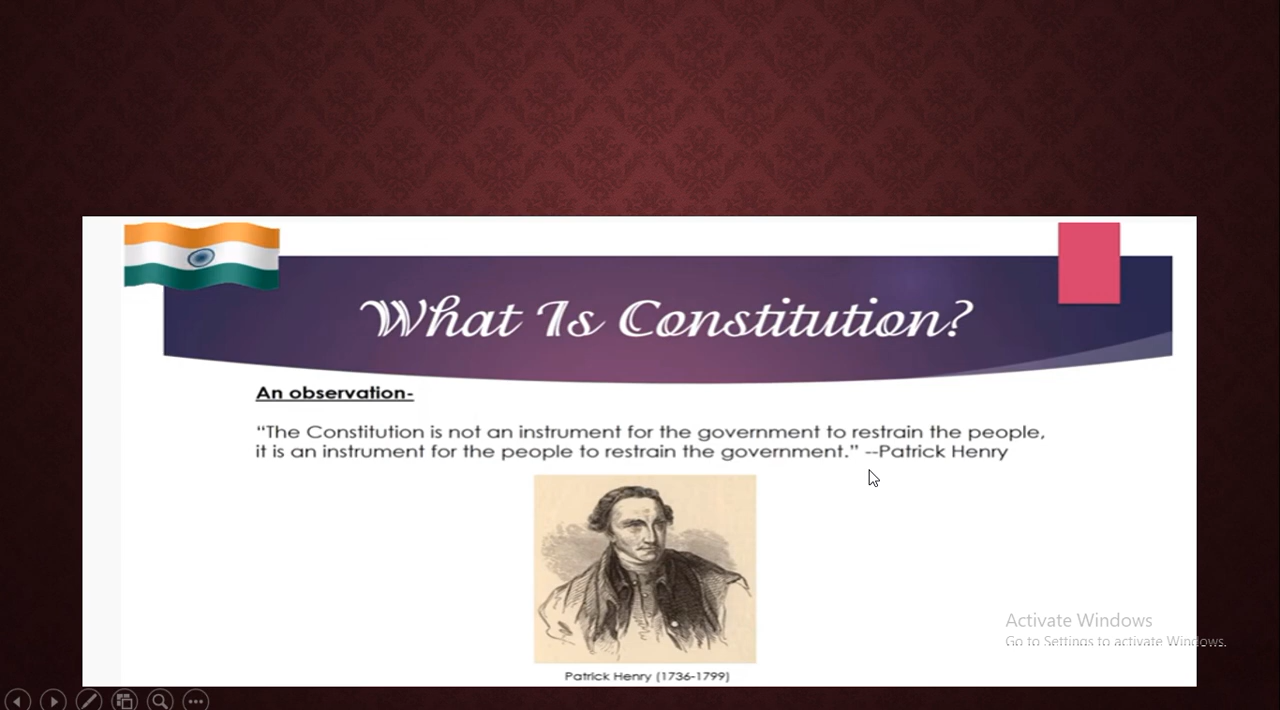 What Is Constitution?
An observation-
“The Constitution is not an instrument for the government to restrain the people,
it is an instrument for the people to restrain the government.” --Patrick Henry
Patrick Henry (1736-1799)
Activate Windows
Go to Settings to activate Windows.